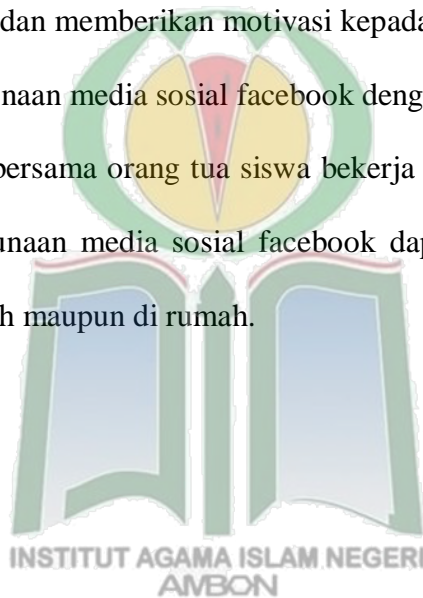 dan memberikan motivasi kepada
naan media sosial facebook deng
bersama orang tua siswa bekerja
unaan media sosial facebook dap
h maupun di rumah.
INSTITUT AGAMA ISLAM NEGERI
AMBON